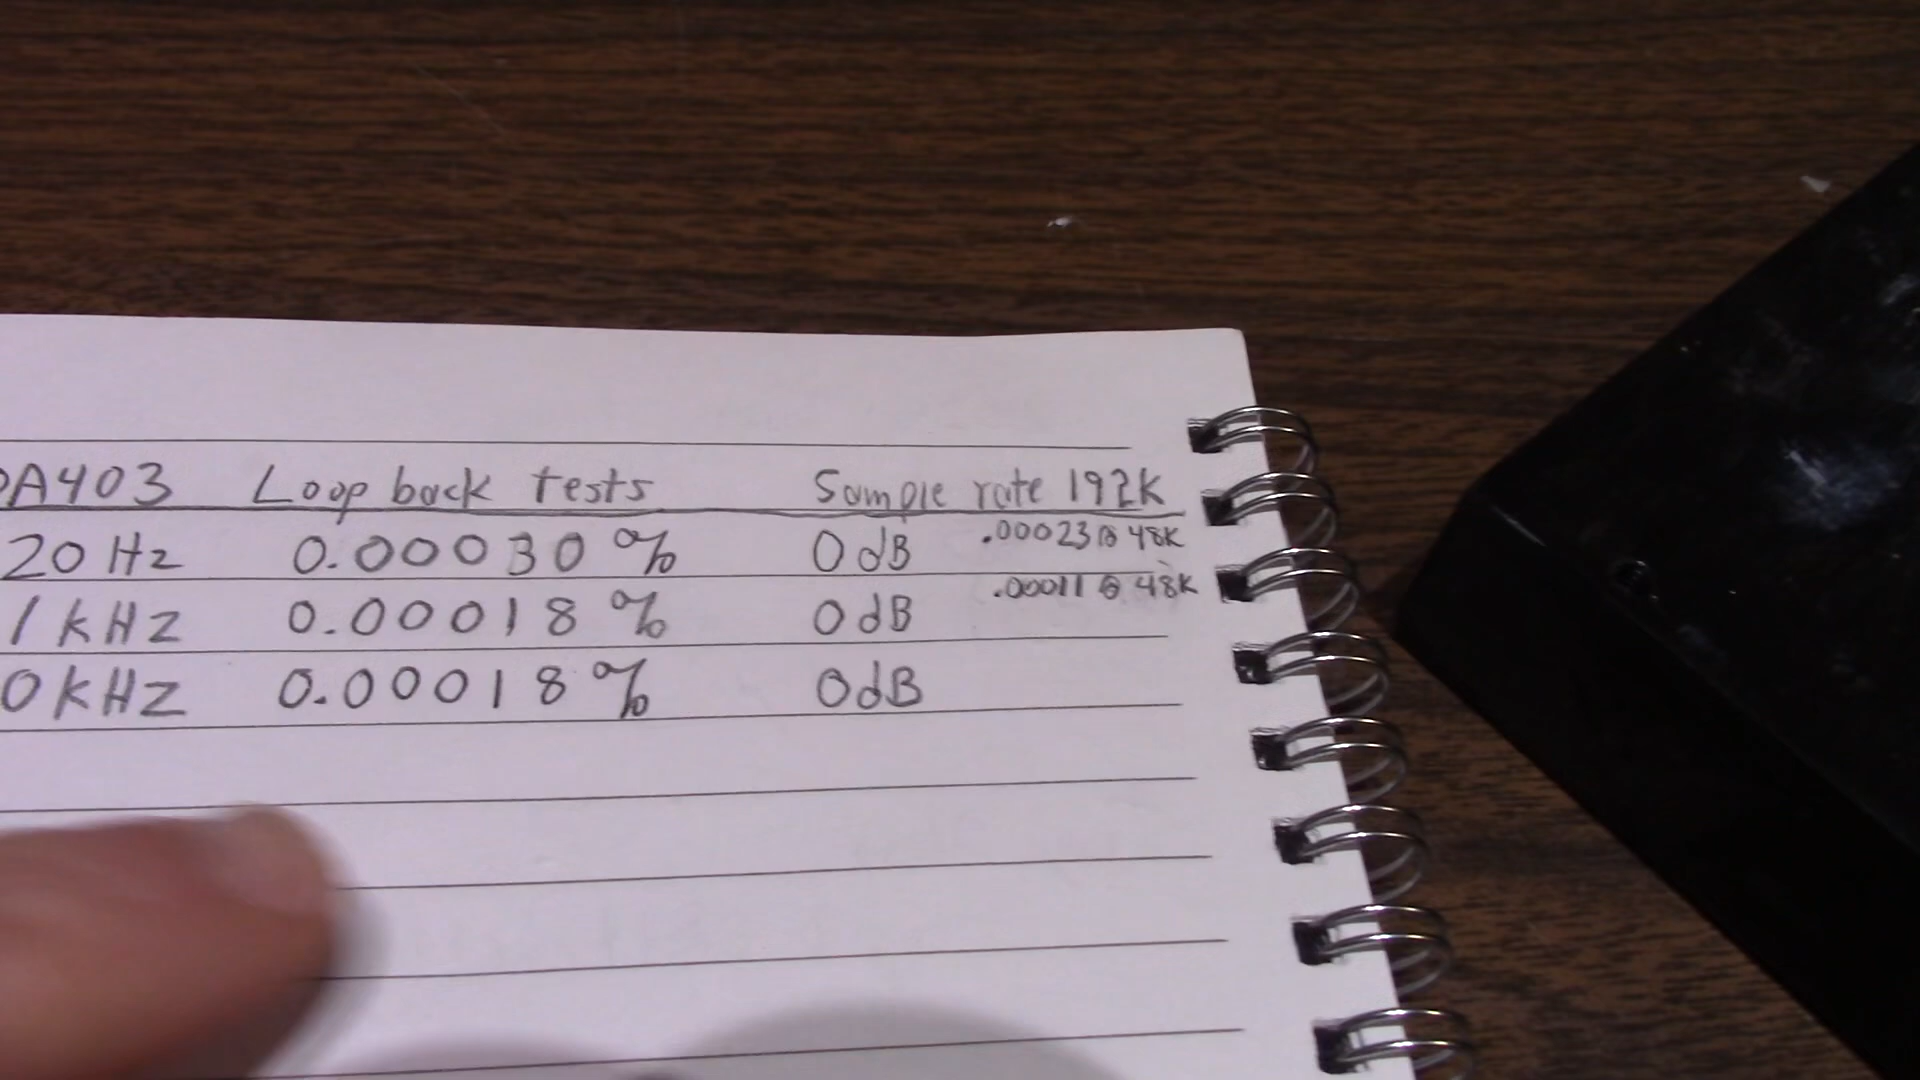 QA403 Loop back tests Sample rate 192K
20 Hz 0.00030 % 0 dB .00023 @ 48K
1 kHz 0.00018 % 0 dB .00011 @ 48K
0 kHz 0.00018 % 0 dB